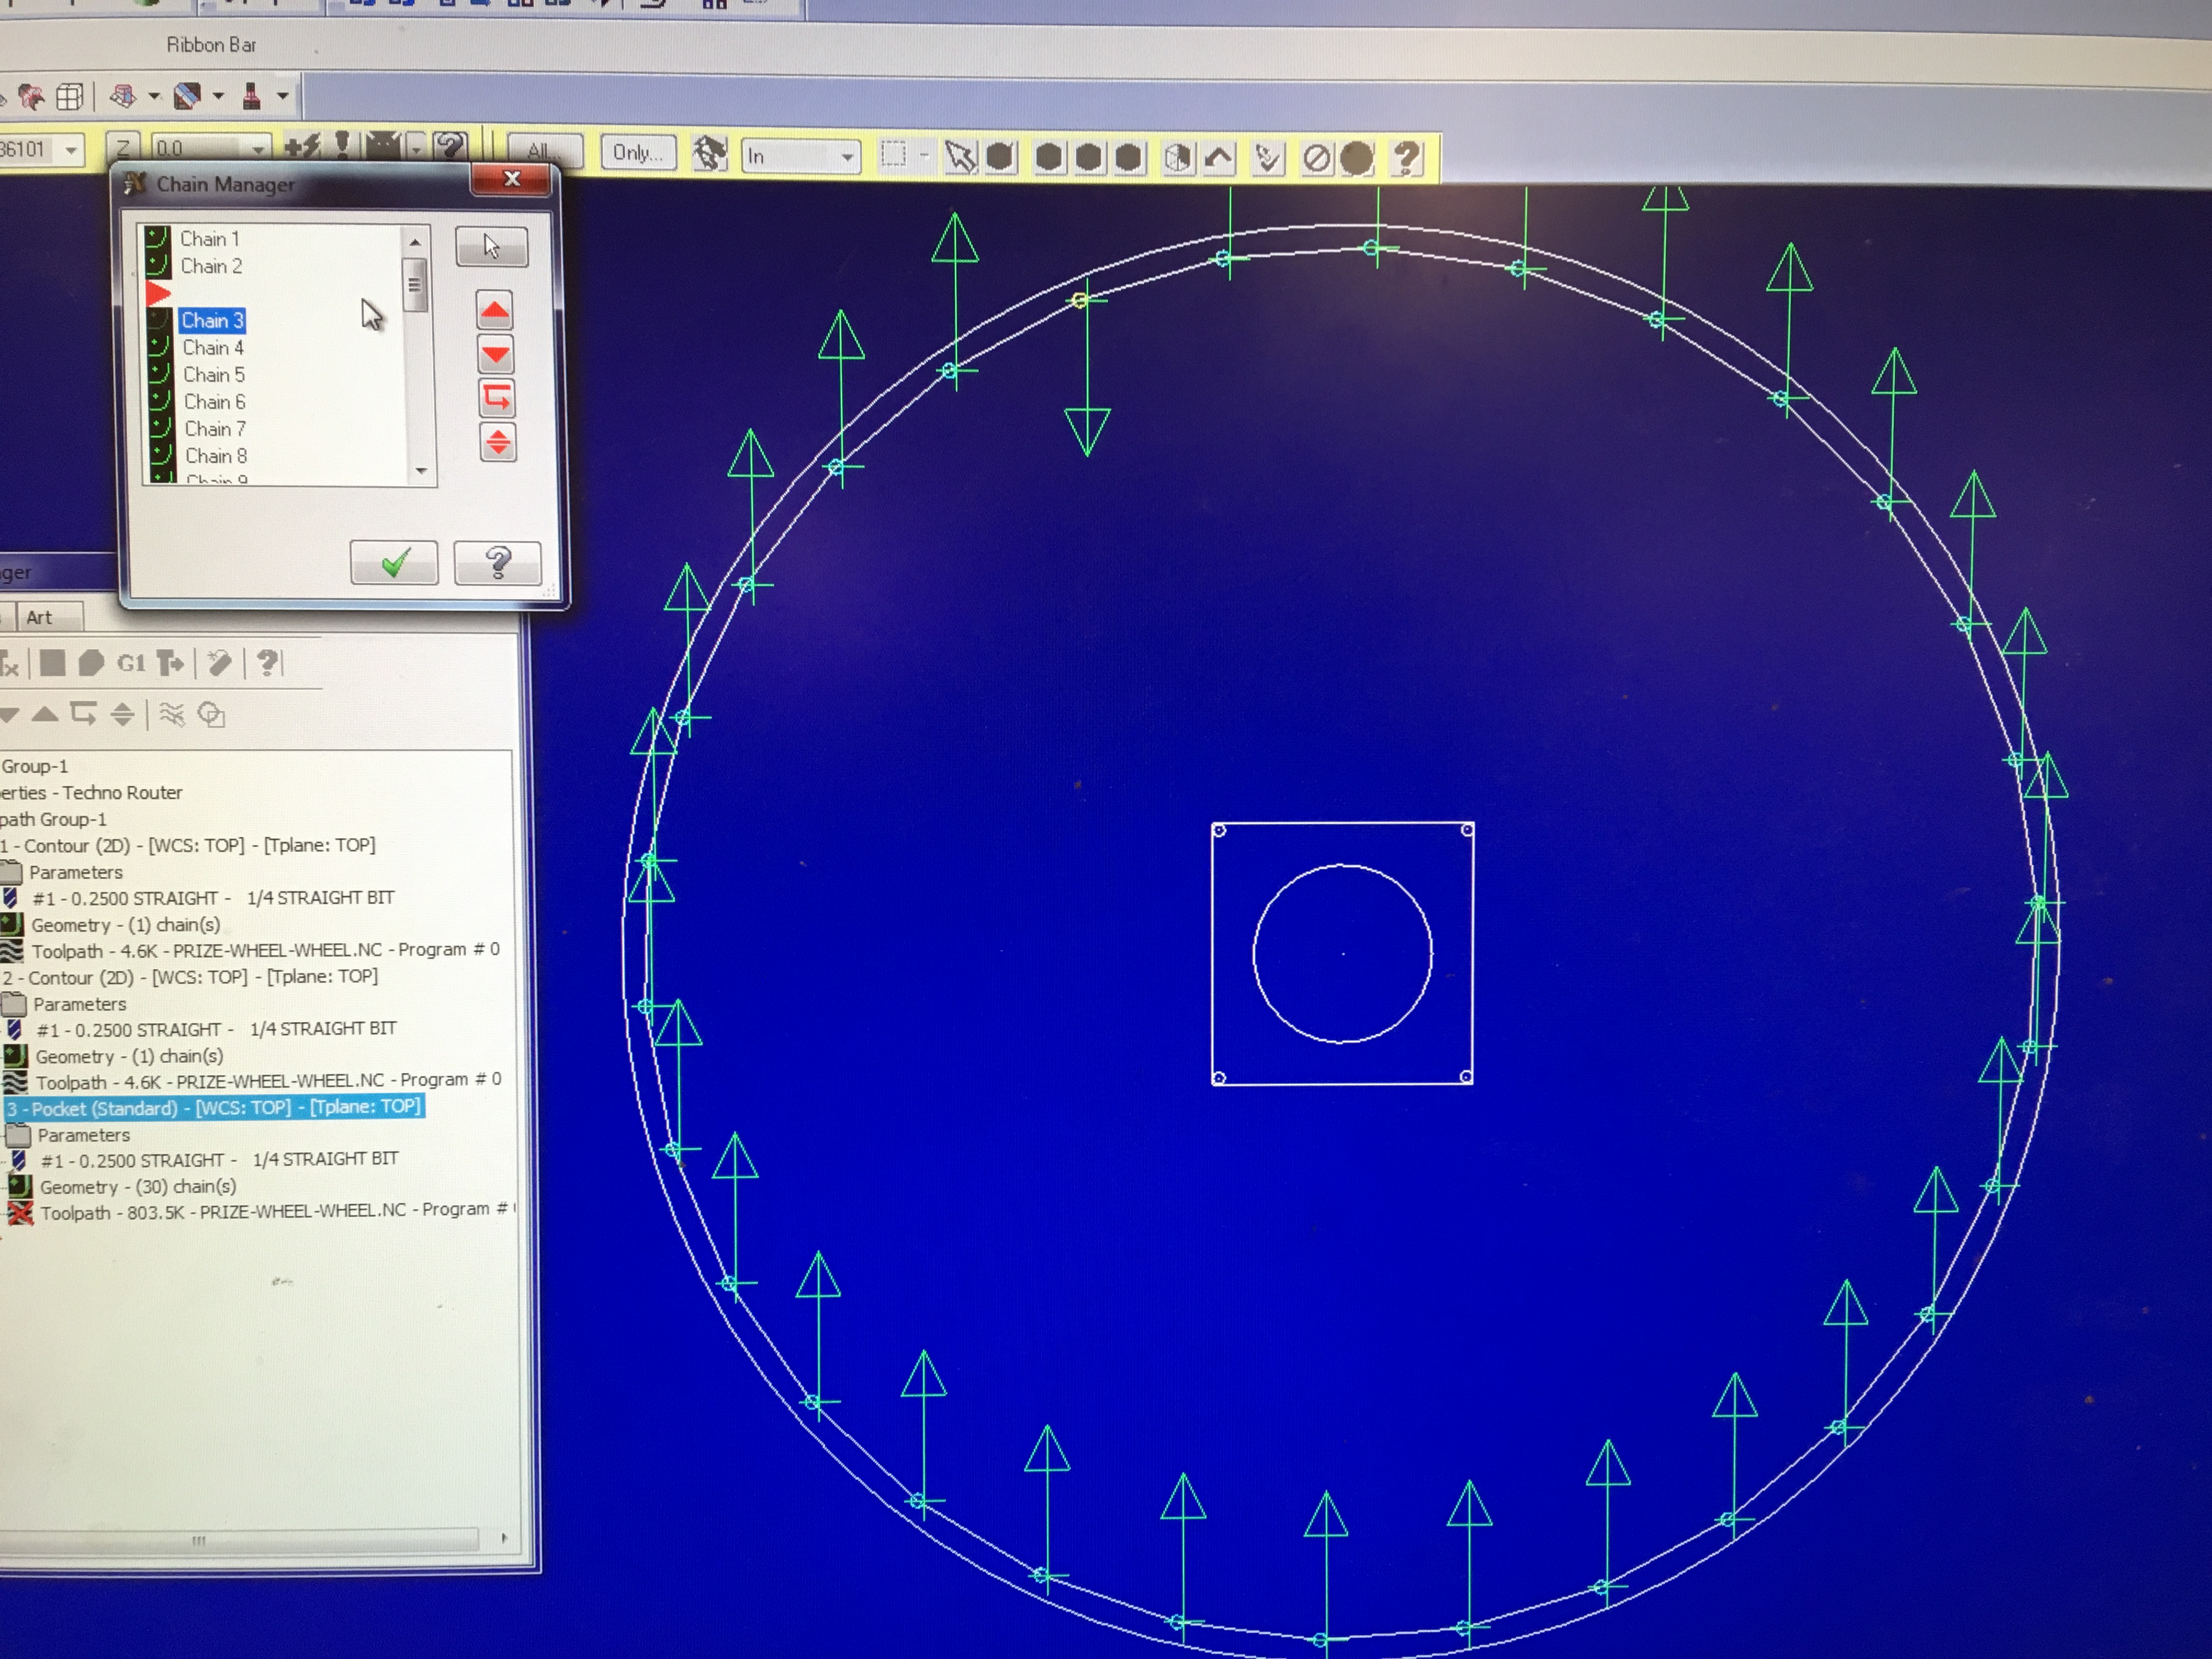 Ribbon Bar
36101
Z
0.0
All...
Only...
In
Chain Manager
Chain 1
Chain 2
Chain 3
Chain 4
Chain 5
Chain 6
Chain 7
Chain 8
Chain 9
ger
Art
G1
Group-1
erties - Techno Router
path Group-1
1 - Contour (2D) - [WCS: TOP] - [Tplane: TOP]
Parameters
#1 - 0.2500 STRAIGHT - 1/4 STRAIGHT BIT
Geometry - (1) chain(s)
Toolpath - 4.6K - PRIZE-WHEEL-WHEEL.NC - Program # 0
2 - Contour (2D) - [WCS: TOP] - [Tplane: TOP]
Parameters
#1 - 0.2500 STRAIGHT - 1/4 STRAIGHT BIT
Geometry - (1) chain(s)
Toolpath - 4.6K - PRIZE-WHEEL-WHEEL.NC - Program # 0
3 - Pocket (Standard) - [WCS: TOP] - [Tplane: TOP]
Parameters
#1 - 0.2500 STRAIGHT - 1/4 STRAIGHT BIT
Geometry - (30) chain(s)
Toolpath - 803.5K - PRIZE-WHEEL-WHEEL.NC - Program #